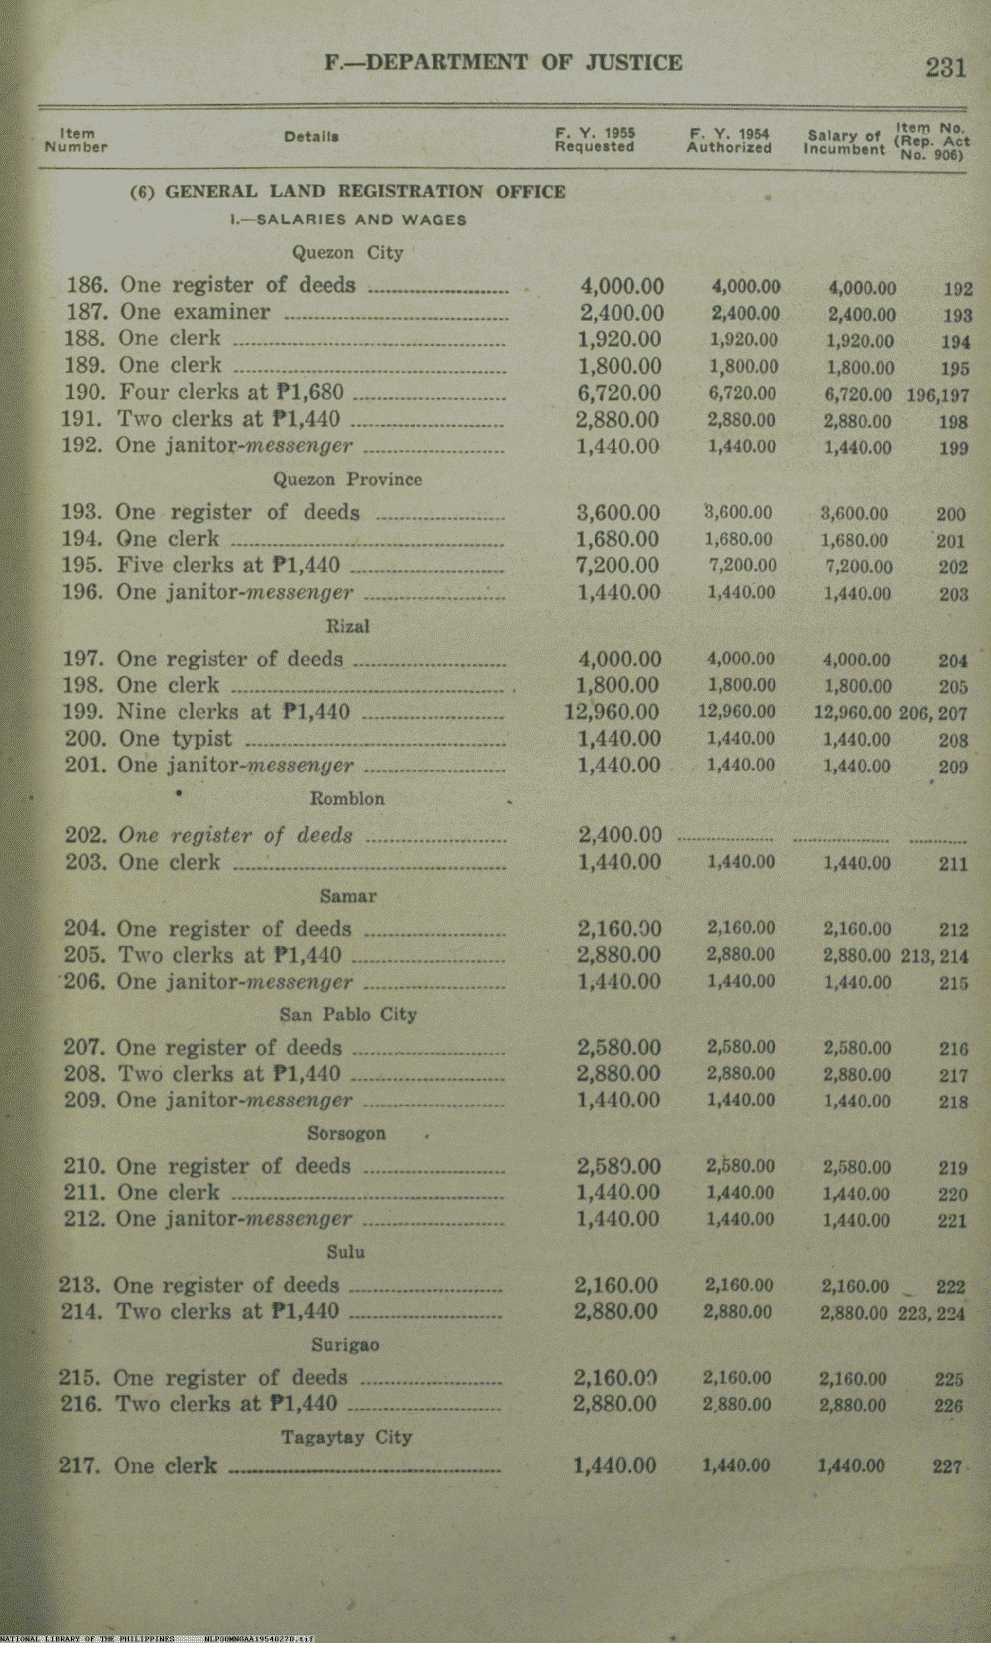 F.—DEPARTMENT OF JUSTICE 231
Item Number Details F. Y. 1955 Requested F. Y. 1954 Authorized Salary of Incumbent Item No. (Rep. Act No. 906)
(6) GENERAL LAND REGISTRATION OFFICE
I.—SALARIES AND WAGES
Quezon City
186. One register of deeds 4,000.00 4,000.00 4,000.00 192
187. One examiner 2,400.00 2,400.00 2,400.00 193
188. One clerk 1,920.00 1,920.00 1,920.00 194
189. One clerk 1,800.00 1,800.00 1,800.00 195
190. Four clerks at ₱1,680 6,720.00 6,720.00 6,720.00 196,197
191. Two clerks at ₱1,440 2,880.00 2,880.00 2,880.00 198
192. One janitor-messenger 1,440.00 1,440.00 1,440.00 199
Quezon Province
193. One register of deeds 3,600.00 3,600.00 3,600.00 200
194. One clerk 1,680.00 1,680.00 1,680.00 201
195. Five clerks at ₱1,440 7,200.00 7,200.00 7,200.00 202
196. One janitor-messenger 1,440.00 1,440.00 1,440.00 203
Rizal
197. One register of deeds 4,000.00 4,000.00 4,000.00 204
198. One clerk 1,800.00 1,800.00 1,800.00 205
199. Nine clerks at ₱1,440 12,960.00 12,960.00 12,960.00 206, 207
200. One typist 1,440.00 1,440.00 1,440.00 208
201. One janitor-messenger 1,440.00 1,440.00 1,440.00 209
Romblon
202. One register of deeds 2,400.00
203. One clerk 1,440.00 1,440.00 1,440.00 211
Samar
204. One register of deeds 2,160.00 2,160.00 2,160.00 212
205. Two clerks at ₱1,440 2,880.00 2,880.00 2,880.00 213, 214
206. One janitor-messenger 1,440.00 1,440.00 1,440.00 215
San Pablo City
207. One register of deeds 2,580.00 2,580.00 2,580.00 216
208. Two clerks at ₱1,440 2,880.00 2,880.00 2,880.00 217
209. One janitor-messenger 1,440.00 1,440.00 1,440.00 218
Sorsogon
210. One register of deeds 2,580.00 2,580.00 2,580.00 219
211. One clerk 1,440.00 1,440.00 1,440.00 220
212. One janitor-messenger 1,440.00 1,440.00 1,440.00 221
Sulu
213. One register of deeds 2,160.00 2,160.00 2,160.00 222
214. Two clerks at ₱1,440 2,880.00 2,880.00 2,880.00 223, 224
Surigao
215. One register of deeds 2,160.00 2,160.00 2,160.00 225
216. Two clerks at ₱1,440 2,880.00 2,880.00 2,880.00 226
Tagaytay City
217. One clerk 1,440.00 1,440.00 1,440.00 227
NATIONAL LIBRARY OF THE PHILIPPINES